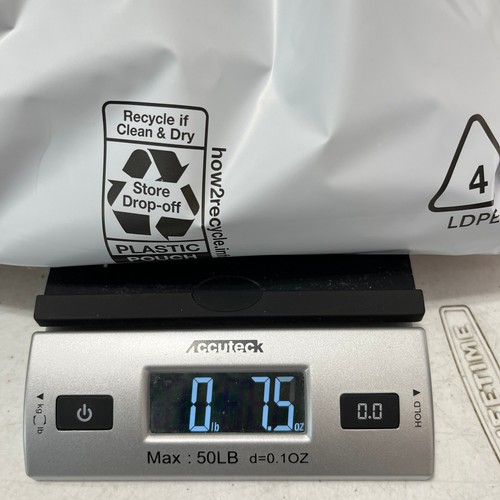 Recycle if
Clean & Dry
Store
Drop-off
PLASTIC
POUCH
how2recycle.info
4
LDPE
Accuteck
kg lb
0 lb 7.5 oz
0.0
HOLD
Max : 50LB d=0.1OZ